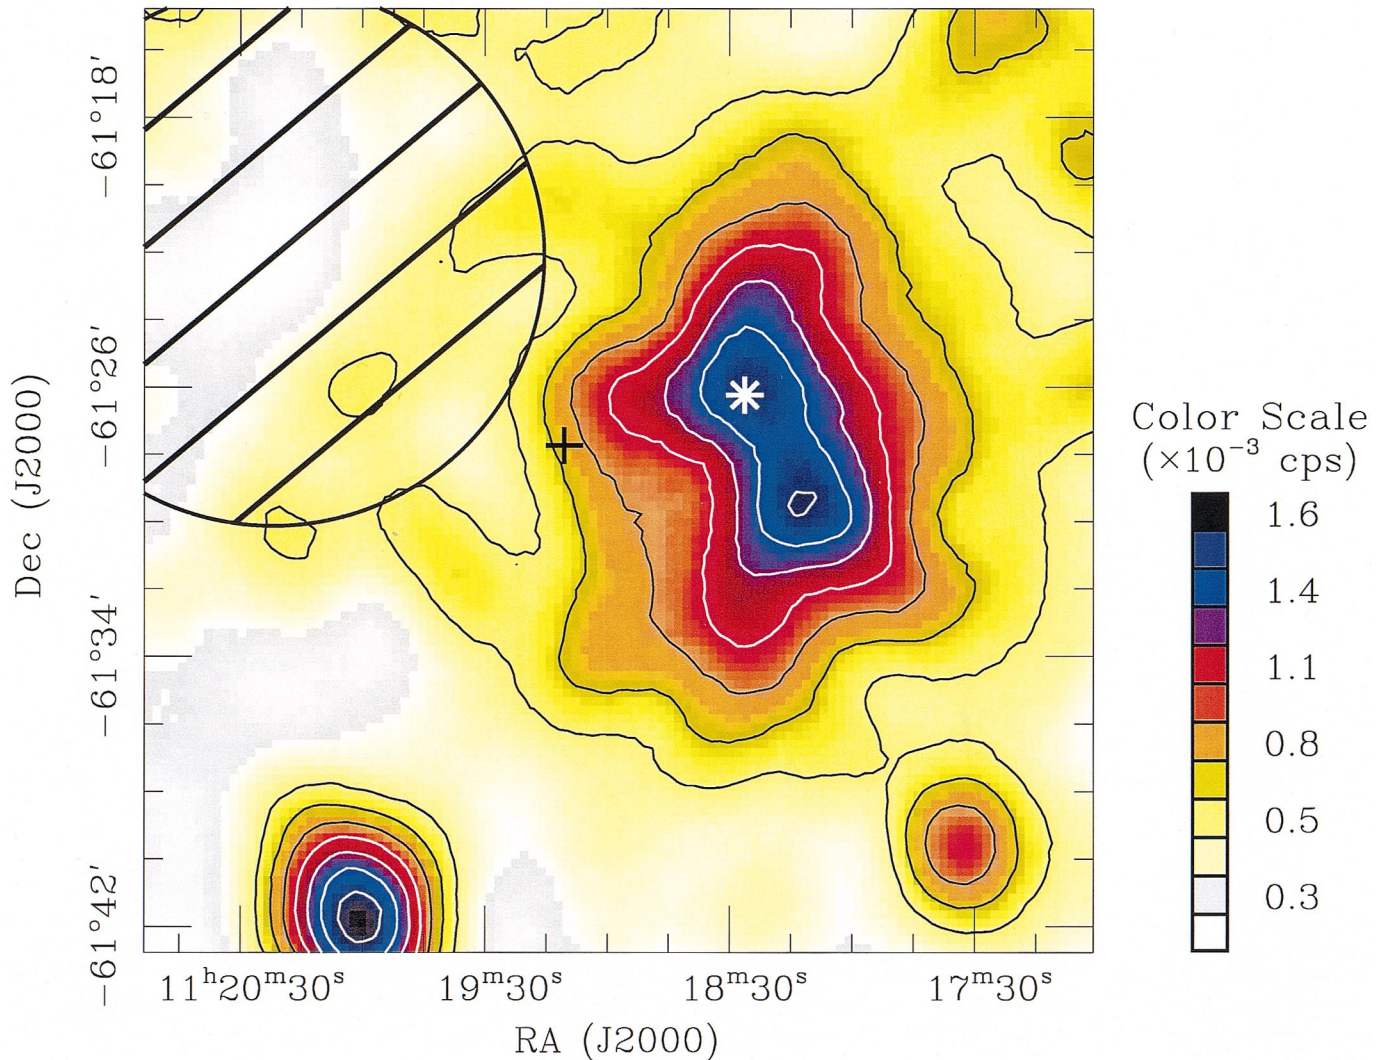 −61°18′
−61°26′
−61°34′
−61°42′
Dec (J2000)
11ʰ20ᵐ30ˢ
19ᵐ30ˢ
18ᵐ30ˢ
17ᵐ30ˢ
RA (J2000)
Color Scale
(×10⁻³ cps)
1.6
1.4
1.1
0.8
0.5
0.3